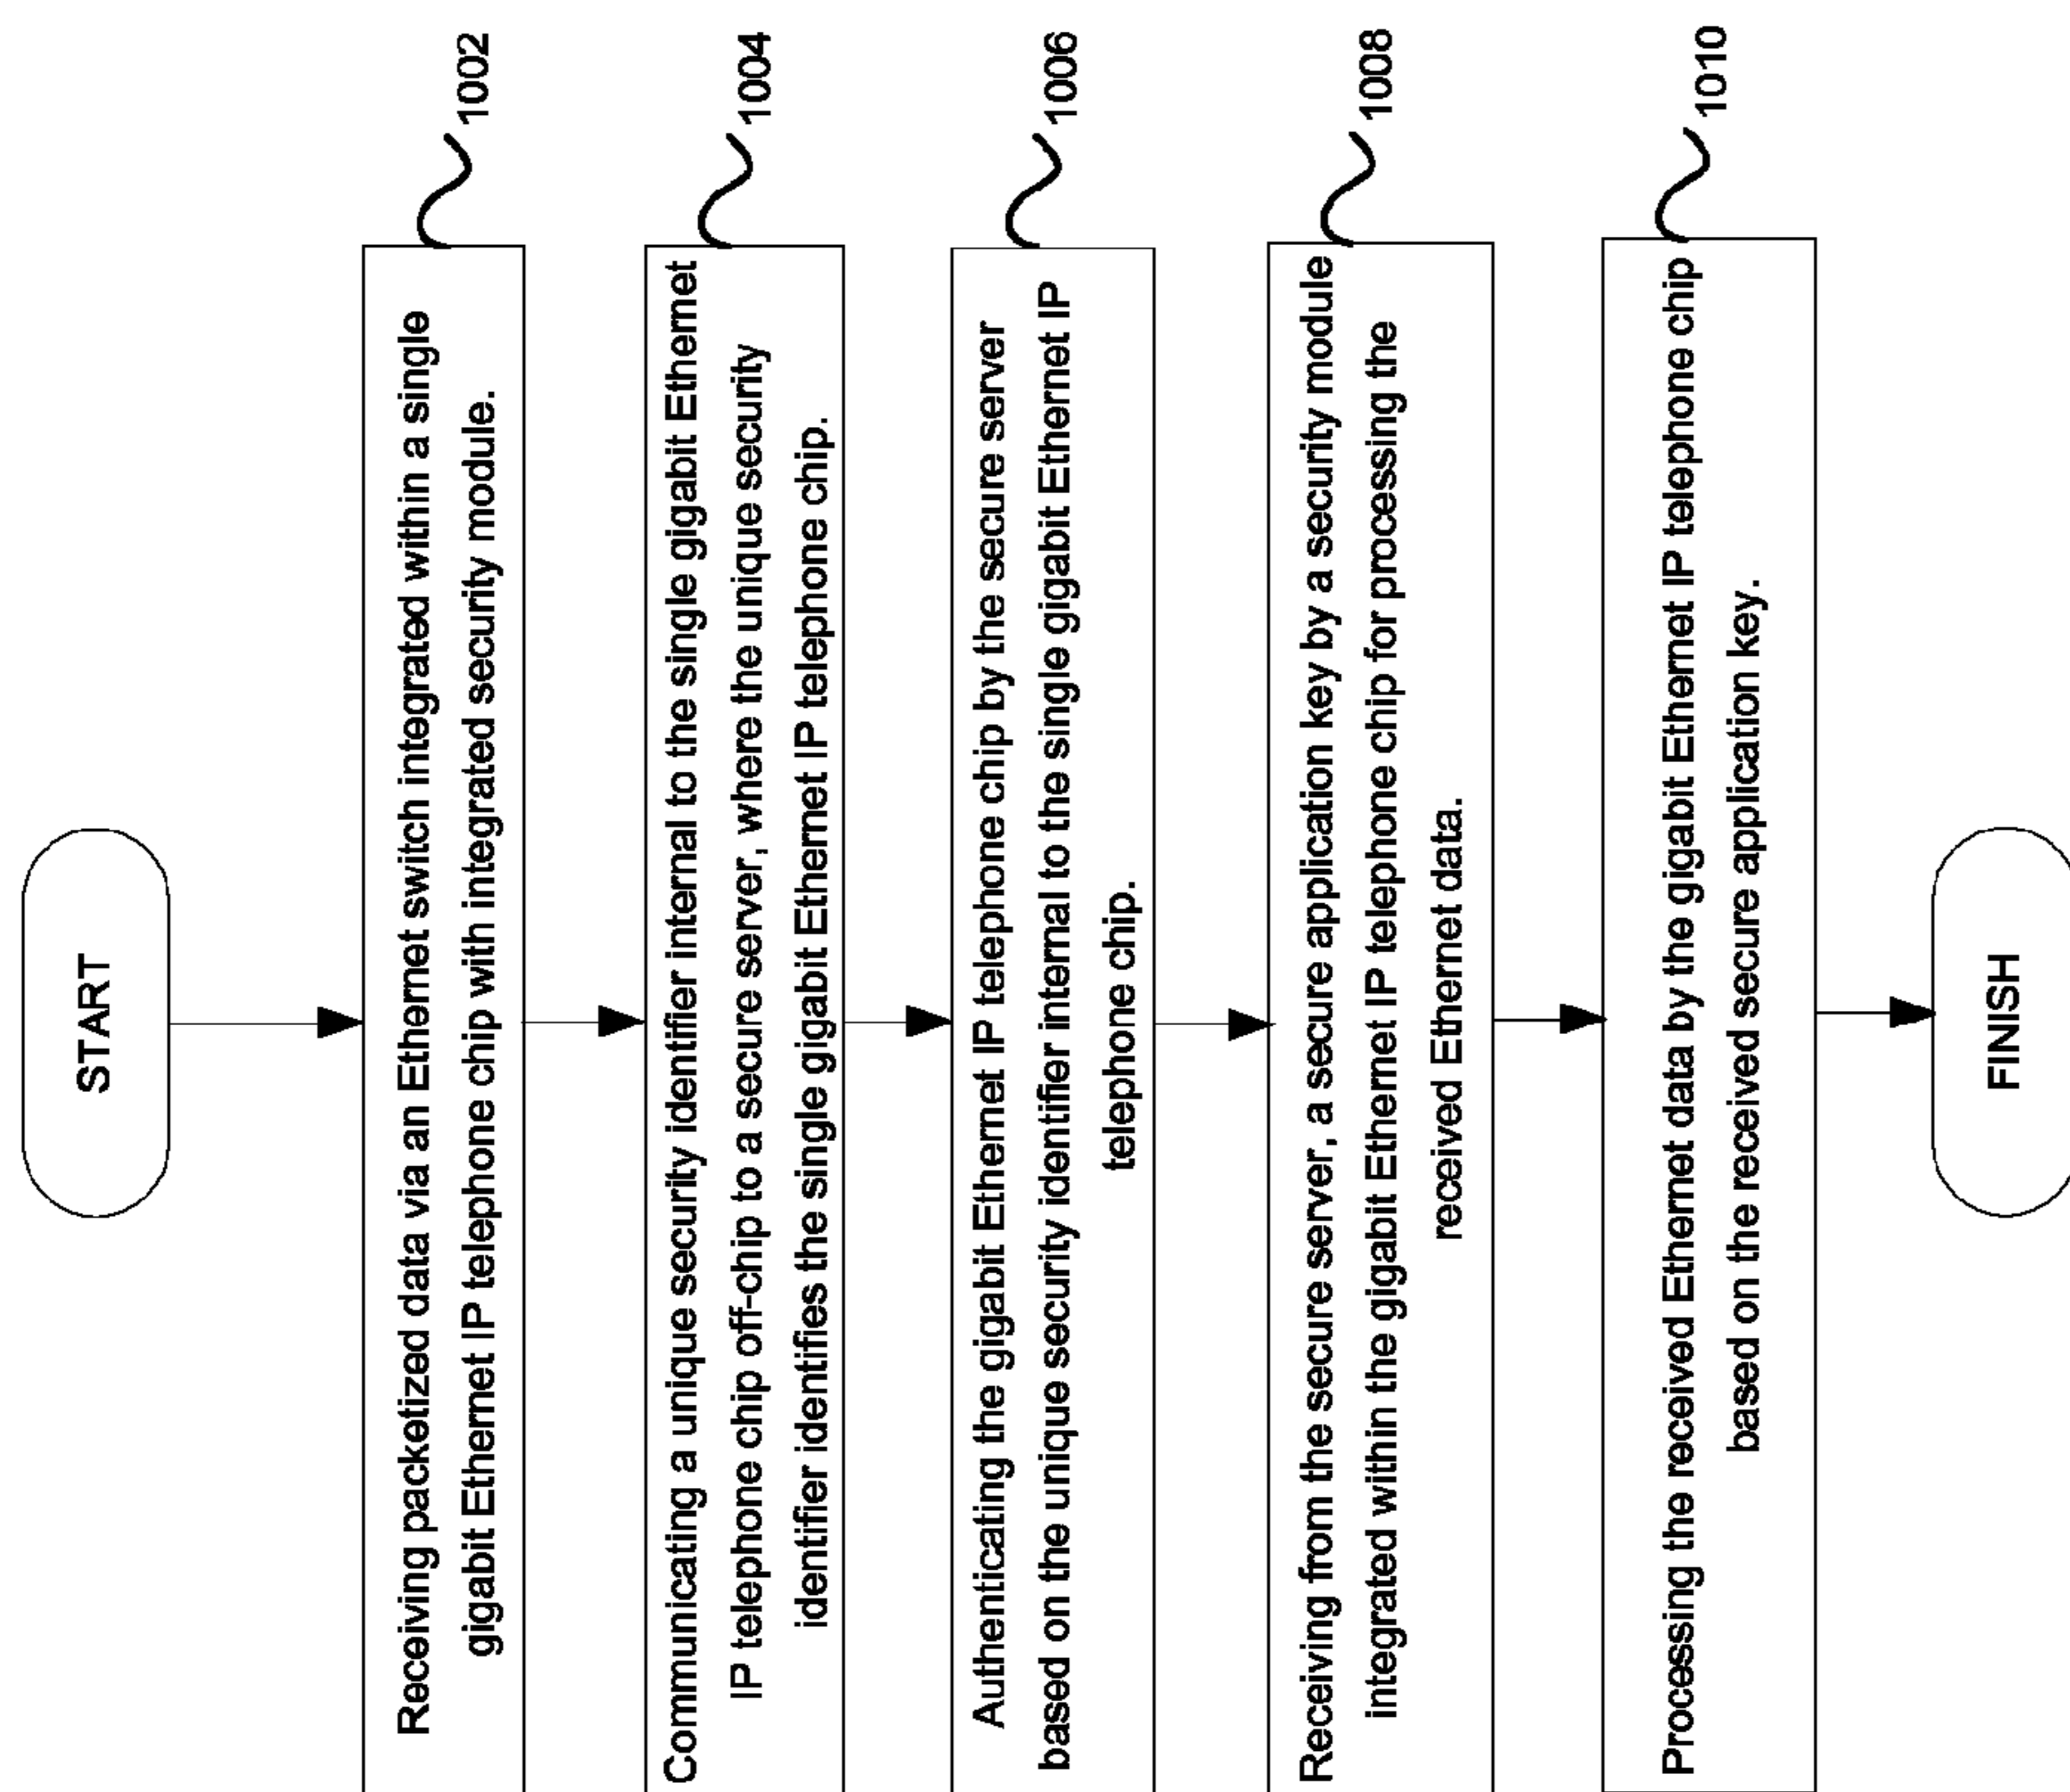 START
Receiving packetized data via an Ethernet switch integrated within a single
gigabit Ethernet IP telephone chip with integrated security module.
1002
Communicating a unique security identifier internal to the single gigabit Ethernet
IP telephone chip off-chip to a secure server, where the unique security
identifier identifies the single gigabit Ethernet IP telephone chip.
1004
Authenticating the gigabit Ethernet IP telephone chip by the secure server
based on the unique security identifier internal to the single gigabit Ethernet IP
telephone chip.
1006
Receiving from the secure server, a secure application key by a security module
integrated within the gigabit Ethernet IP telephone chip for processing the
received Ethernet data.
1008
Processing the received Ethernet data by the gigabit Ethernet IP telephone chip
based on the received secure application key.
1010
FINISH